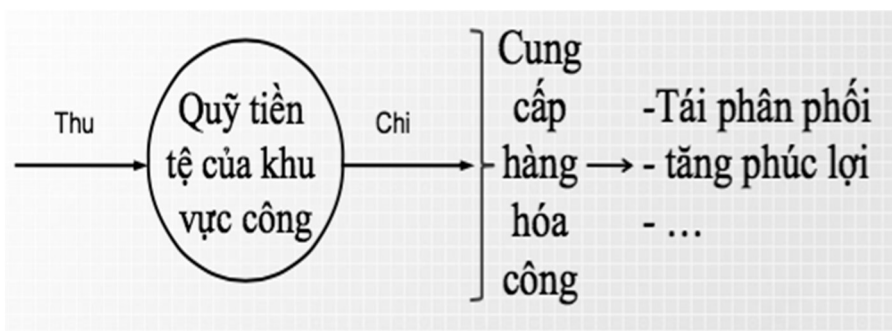 Thu
Quỹ tiền
tệ của khu
vực công
Chi
Cung
cấp
hàng
hóa
công
-Tái phân phối
- tăng phúc lợi
- ...